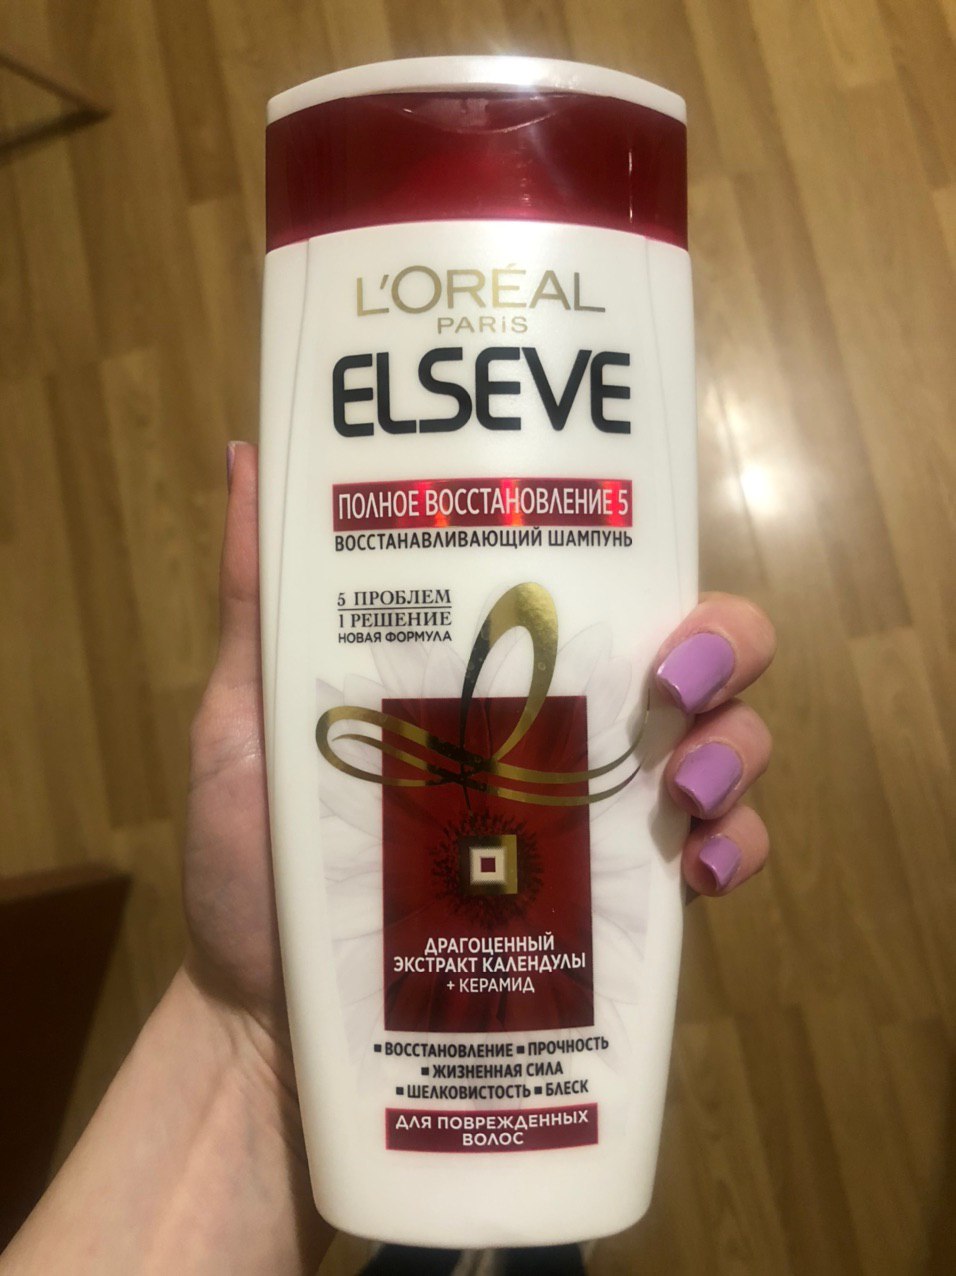 L'ORÉAL
PARiS
ELSEVE
ПОЛНОЕ ВОССТАНОВЛЕНИЕ 5
ВОССТАНАВЛИВАЮЩИЙ ШАМПУНЬ
5 ПРОБЛЕМ
1 РЕШЕНИЕ
НОВАЯ ФОРМУЛА
ДРАГОЦЕННЫЙ
ЭКСТРАКТ КАЛЕНДУЛЫ
+ КЕРАМИД
▪ ВОССТАНОВЛЕНИЕ ▪ ПРОЧНОСТЬ
▪ ЖИЗНЕННАЯ СИЛА
▪ ШЕЛКОВИСТОСТЬ ▪ БЛЕСК
ДЛЯ ПОВРЕЖДЕННЫХ
ВОЛОС